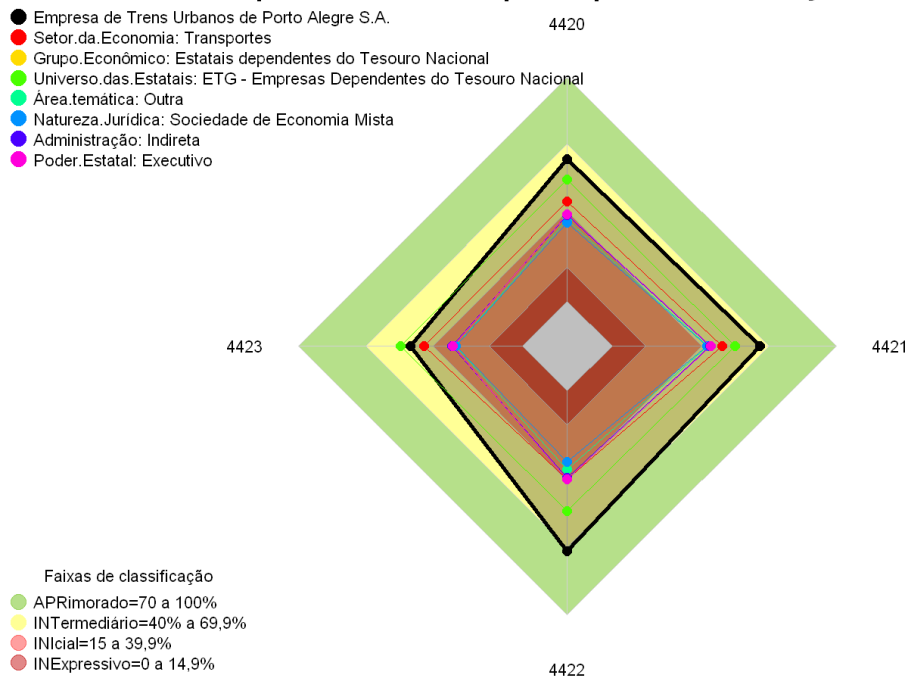 4420
Empresa de Trens Urbanos de Porto Alegre S.A.
Setor.da.Economia: Transportes
Grupo.Econômico: Estatais dependentes do Tesouro Nacional
Universo.das.Estatais: ETG - Empresas Dependentes do Tesouro Nacional
Área.temática: Outra
Natureza.Jurídica: Sociedade de Economia Mista
Administração: Indireta
Poder.Estatal: Executivo
4423
4421
Faixas de classificação
APRimorado=70 a 100%
INTermediário=40% a 69,9%
INIcial=15 a 39,9%
INExpressivo=0 a 14,9%
4422